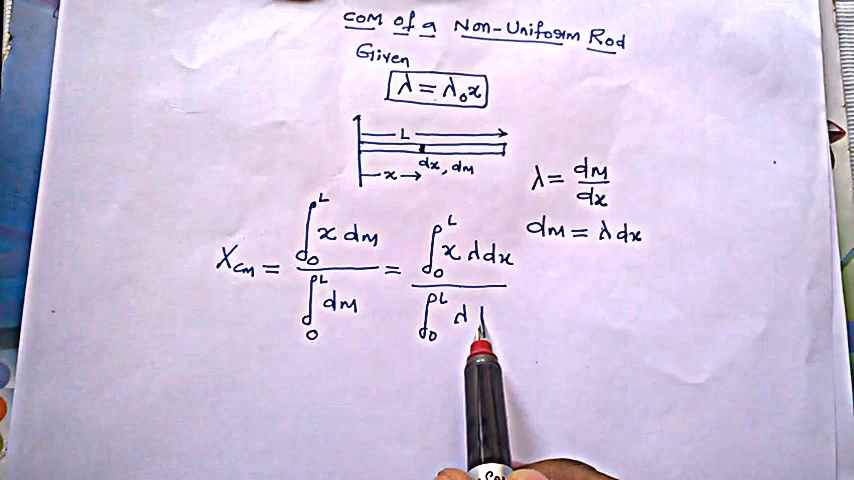 COM of a Non-Uniform Rod
Given
λ = λ₀x
L
dx, dm
x →
λ = dm/dx
dm = λ dx
X_cm = ∫₀ᴸ x dm / ∫₀ᴸ dm = ∫₀ᴸ x λ dx / ∫₀ᴸ λ